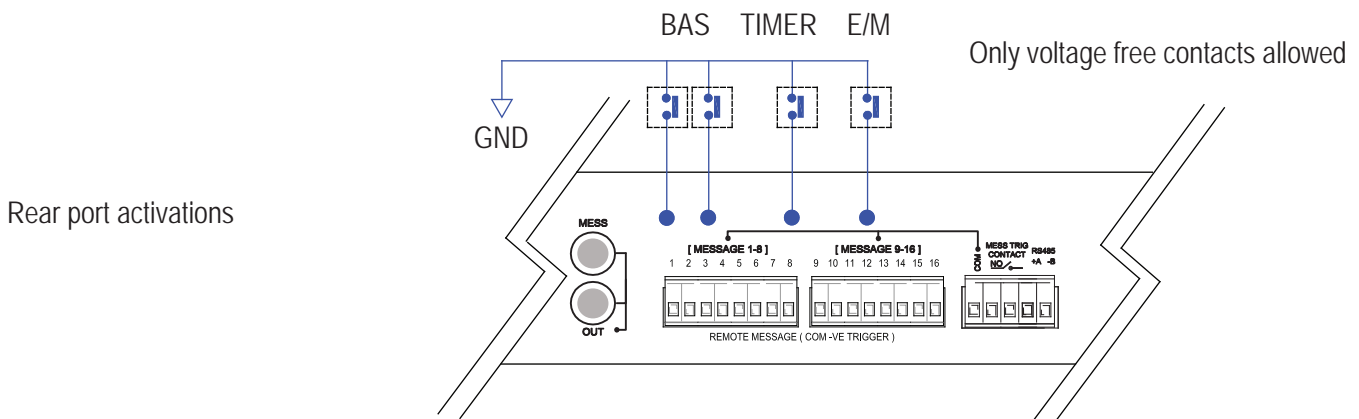 BAS TIMER E/M
Only voltage free contacts allowed
GND
Rear port activations
MESS
OUT
[ MESSAGE 1-8 ]
1 2 3 4 5 6 7 8
[ MESSAGE 9-16 ]
9 10 11 12 13 14 15 16
COM
MESS TRIG
CONTACT
NO
RS485
+A -B
REMOTE MESSAGE ( COM -VE TRIGGER )